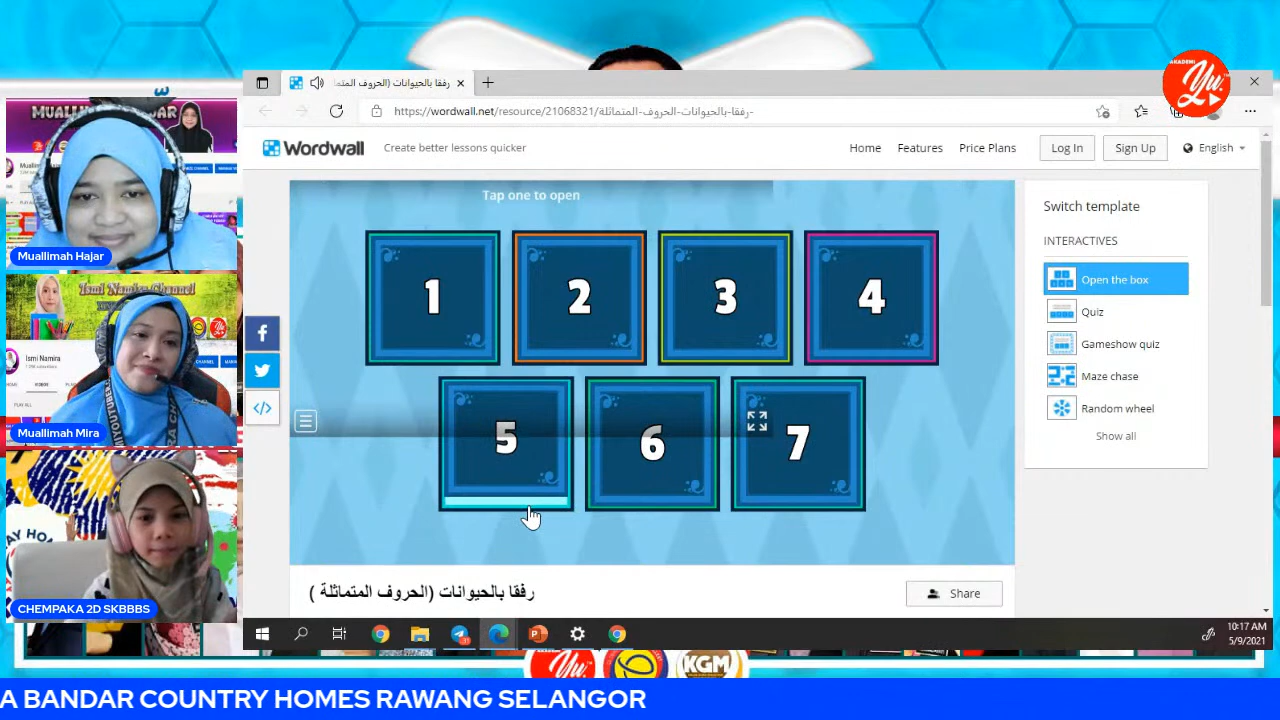 رفقا بالحيوانات (الحروف المتما
https://wordwall.net/resource/21068321/رفقا-بالحيوانات-الحروف-المتماثلة-
AKADEMI
Yu
Wordwall
Create better lessons quicker
Home
Features
Price Plans
Log In
Sign Up
English
Tap one to open
1
2
3
4
5
6
7
Switch template
INTERACTIVES
Open the box
Quiz
Gameshow quiz
Maze chase
Random wheel
Show all
رفقا بالحيوانات (الحروف المتماثلة )
Share
Muallimah Hajar
Ismi Namira Channel
Ismi Namira
Muallimah Mira
CHEMPAKA 2D SKBBBS
10:17 AM
5/9/2021
Yu
KGM
A BANDAR COUNTRY HOMES RAWANG SELANGOR